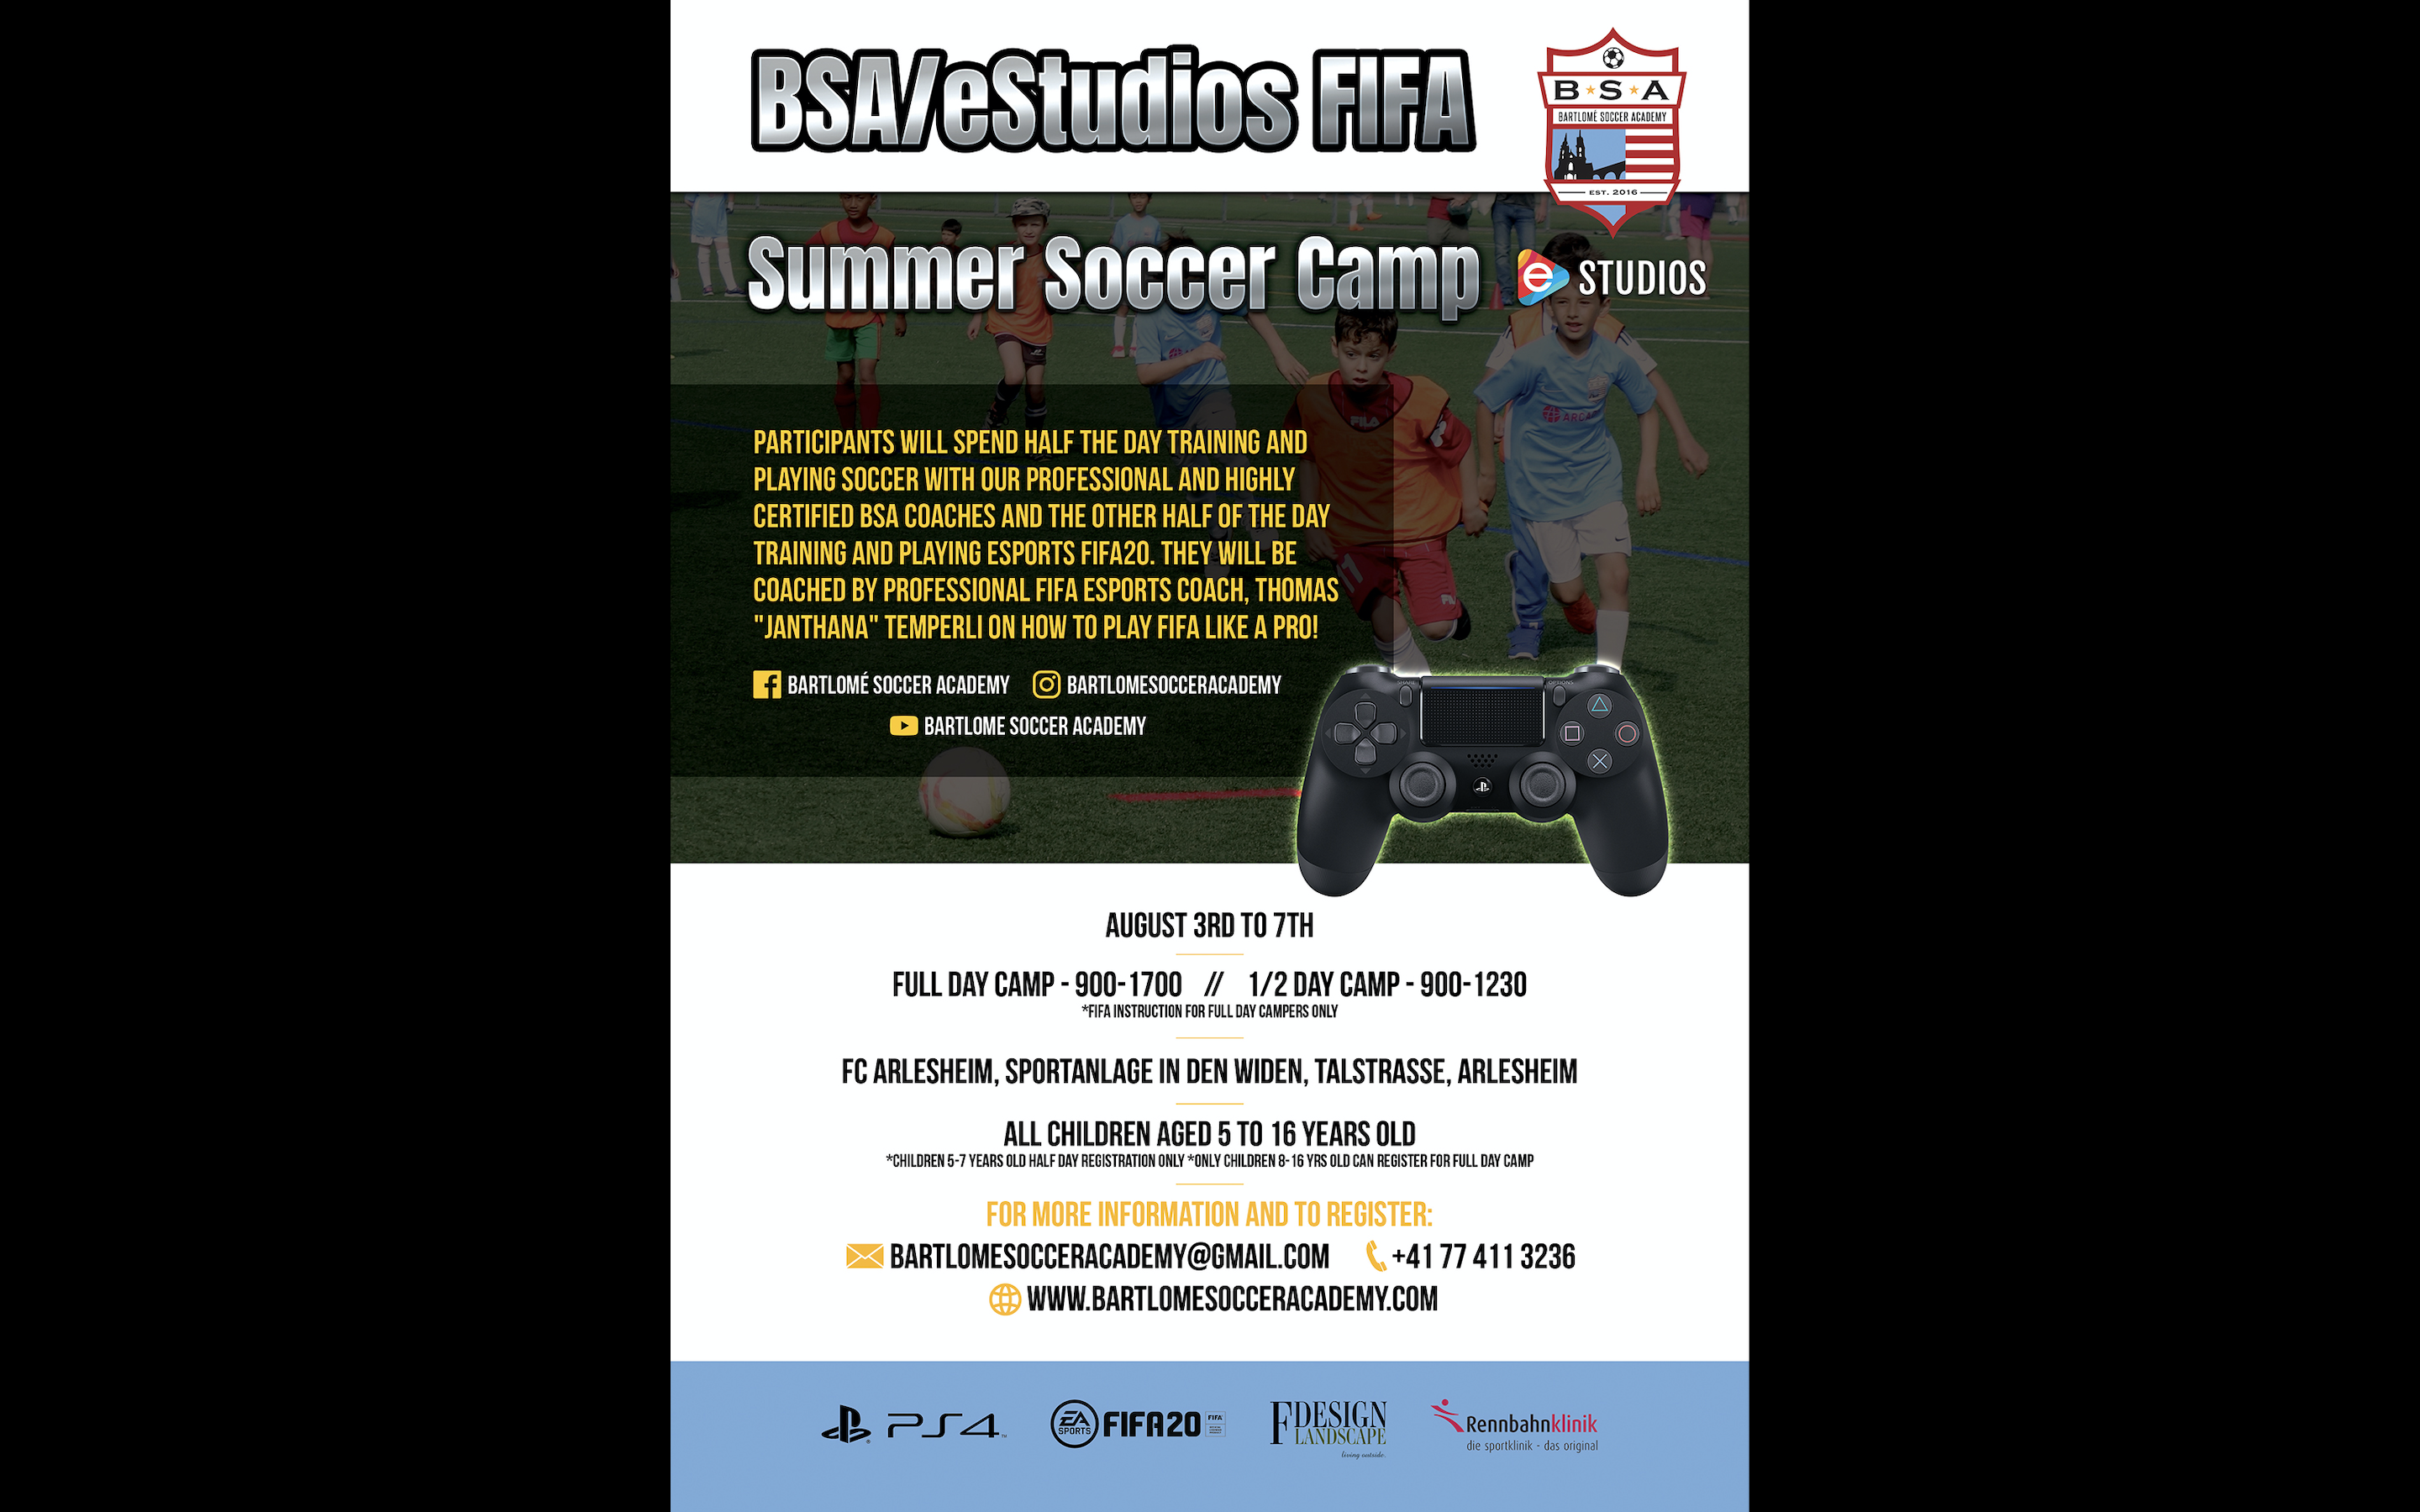 BSA/eStudios FIFA
B★S★A
BARTLOMÉ SOCCER ACADEMY
EST. 2016
Summer Soccer Camp
e STUDIOS
PARTICIPANTS WILL SPEND HALF THE DAY TRAINING AND
PLAYING SOCCER WITH OUR PROFESSIONAL AND HIGHLY
CERTIFIED BSA COACHES AND THE OTHER HALF OF THE DAY
TRAINING AND PLAYING ESPORTS FIFA20. THEY WILL BE
COACHED BY PROFESSIONAL FIFA ESPORTS COACH, THOMAS
"JANTHANA" TEMPERLI ON HOW TO PLAY FIFA LIKE A PRO!
FILA
BARTLOMÉ SOCCER ACADEMY BARTLOMESOCCERACADEMY
BARTLOME SOCCER ACADEMY
AUGUST 3RD TO 7TH
FULL DAY CAMP - 900-1700 // 1/2 DAY CAMP - 900-1230
*FIFA INSTRUCTION FOR FULL DAY CAMPERS ONLY
FC ARLESHEIM, SPORTANLAGE IN DEN WIDEN, TALSTRASSE, ARLESHEIM
ALL CHILDREN AGED 5 TO 16 YEARS OLD
*CHILDREN 5-7 YEARS OLD HALF DAY REGISTRATION ONLY *ONLY CHILDREN 8-16 YRS OLD CAN REGISTER FOR FULL DAY CAMP
FOR MORE INFORMATION AND TO REGISTER:
BARTLOMESOCCERACADEMY@GMAIL.COM +41 77 411 3236
WWW.BARTLOMESOCCERACADEMY.COM
PS4
EA SPORTS FIFA20 FIFA
FDESIGN
LANDSCAPE
living outside.
Rennbahnklinik
die sportklinik - das original